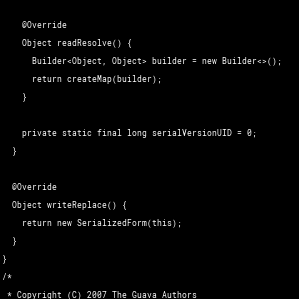 @Override
Object readResolve() {
Builder<Object, Object> builder = new Builder<>();
return createMap(builder);
}
private static final long serialVersionUID = 0;
}
@Override
Object writeReplace() {
return new SerializedForm(this);
}
}
/*
* Copyright (C) 2007 The Guava Authors